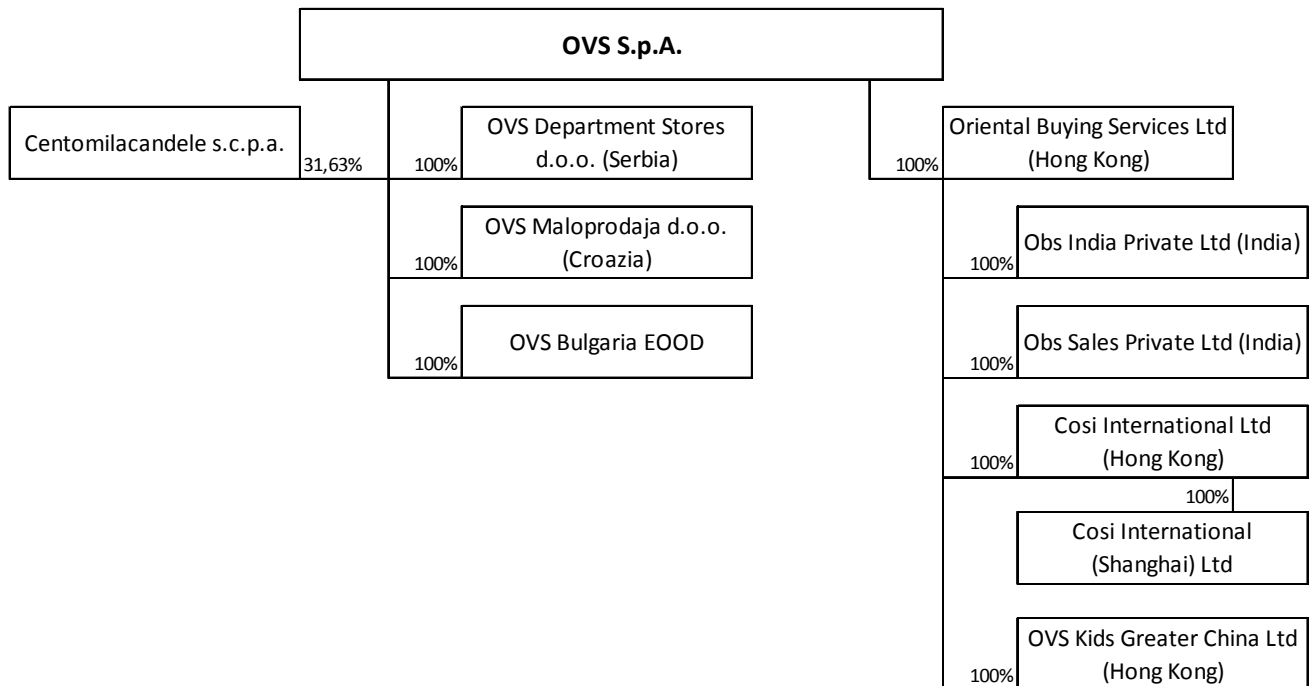 OVS S.p.A.
Centomilacandele s.c.p.a.
31,63%
OVS Department Stores
d.o.o. (Serbia)
100%
Oriental Buying Services Ltd
(Hong Kong)
100%
OVS Maloprodaja d.o.o.
(Croazia)
100%
Obs India Private Ltd (India)
100%
OVS Bulgaria EOOD
100%
Obs Sales Private Ltd (India)
100%
Cosi International Ltd
(Hong Kong)
100%
100%
Cosi International
(Shanghai) Ltd
OVS Kids Greater China Ltd
(Hong Kong)
100%